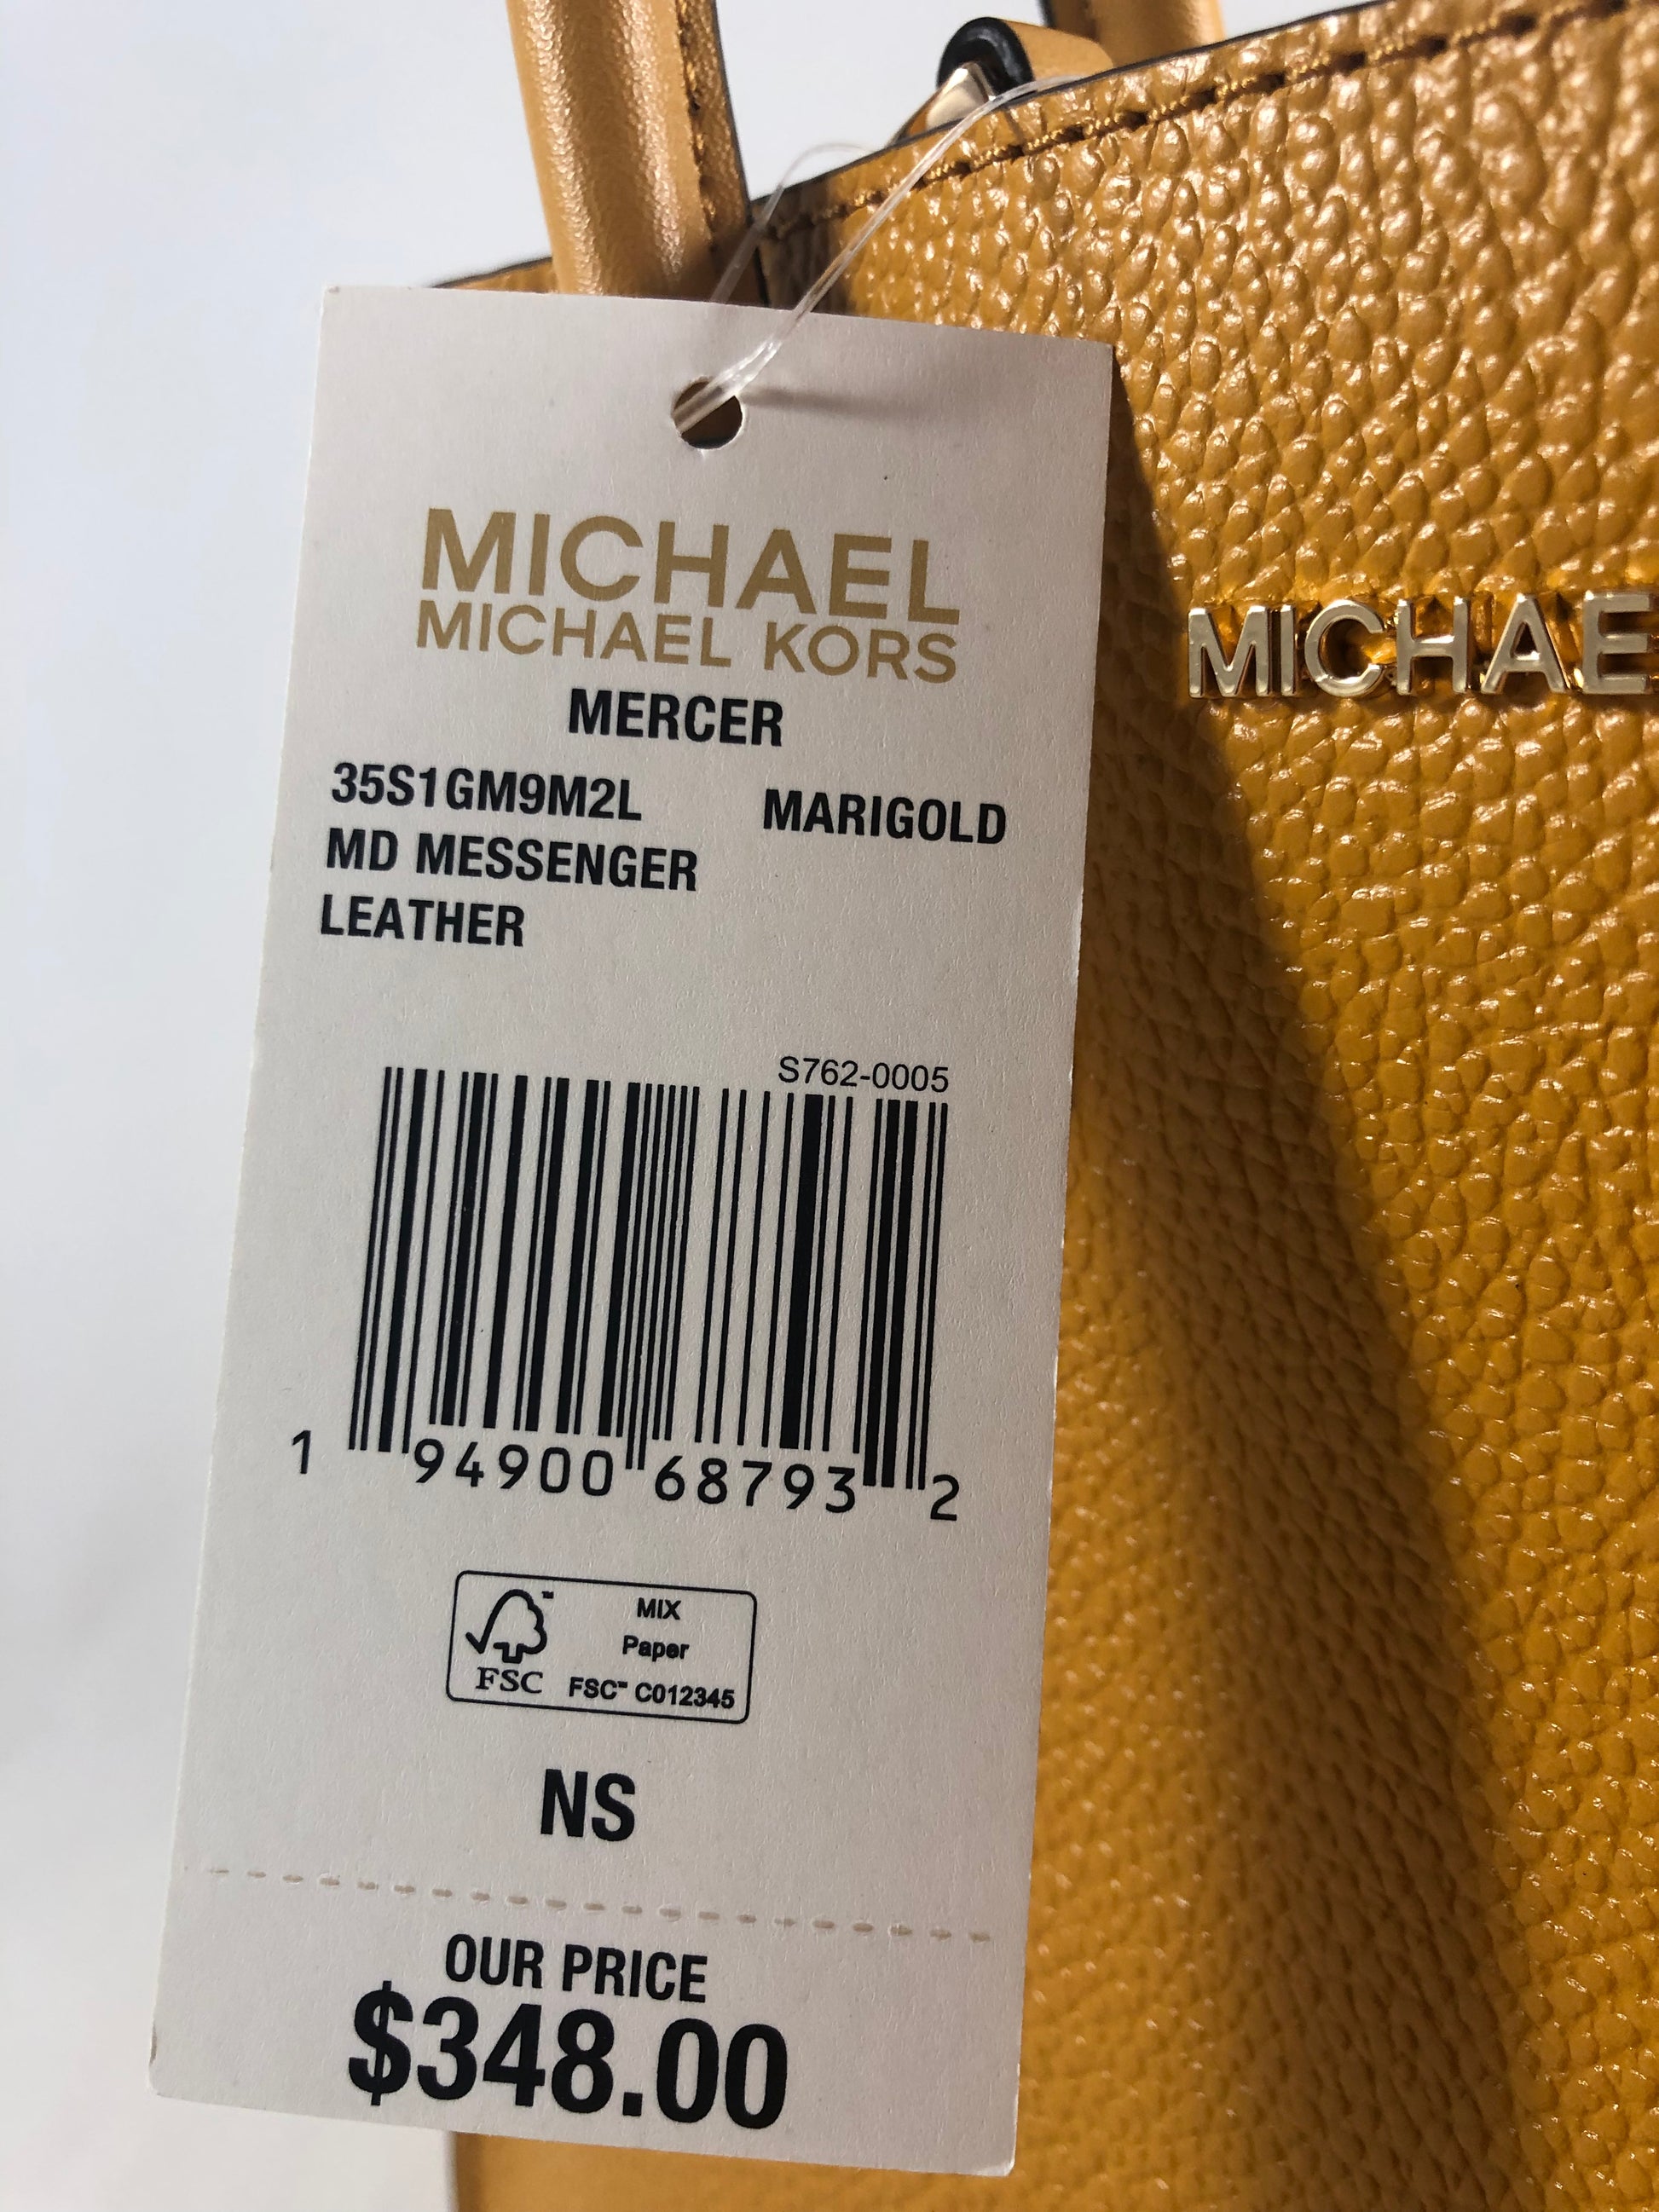 MICHAEL
MICHAEL KORS
MERCER
35S1GM9M2L MARIGOLD
MD MESSENGER
LEATHER
S762-0005
1 94900 68793 2
FSC
MIX
Paper
FSC™ C012345
NS
OUR PRICE
$348.00
MICHAE